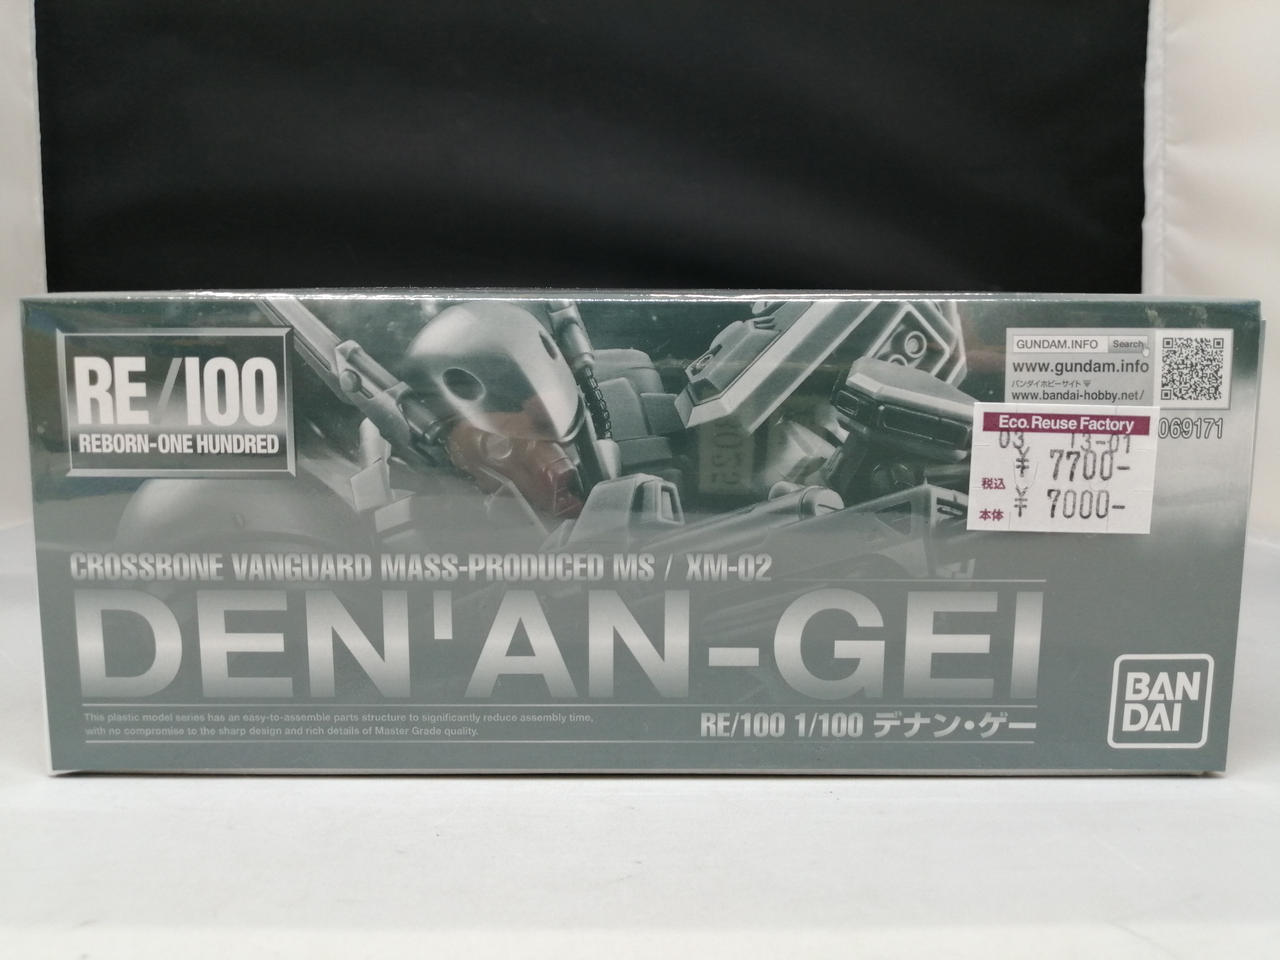 RE/100
REBORN-ONE HUNDRED
GUNDAM.INFO Search
www.gundam.info
バンダイホビーサイト
www.bandai-hobby.net/
069171
Eco.Reuse Factory
03 13-01
¥ 7700-
税込
¥ 7000-
本体
CROSSBONE VANGUARD MASS-PRODUCED MS / XM-02
DEN'AN-GEI
This plastic model series has an easy-to-assemble parts structure to significantly reduce assembly time,
with no compromise to the sharp design and rich details of Master Grade quality.
RE/100 1/100 デナン・ゲー
BAN
DAI